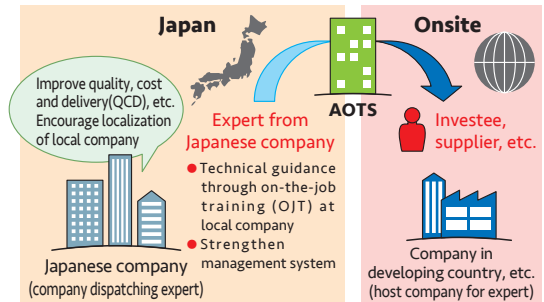 Japan
Onsite
Improve quality, cost
and delivery(QCD), etc.
Encourage localization
of local company
AOTS
Expert from
Japanese company
● Technical guidance
through on-the-job
training (OJT) at
local company
● Strengthen
management system
Investee,
supplier, etc.
Japanese company
(company dispatching expert)
Company in
developing country, etc.
(host company for expert)